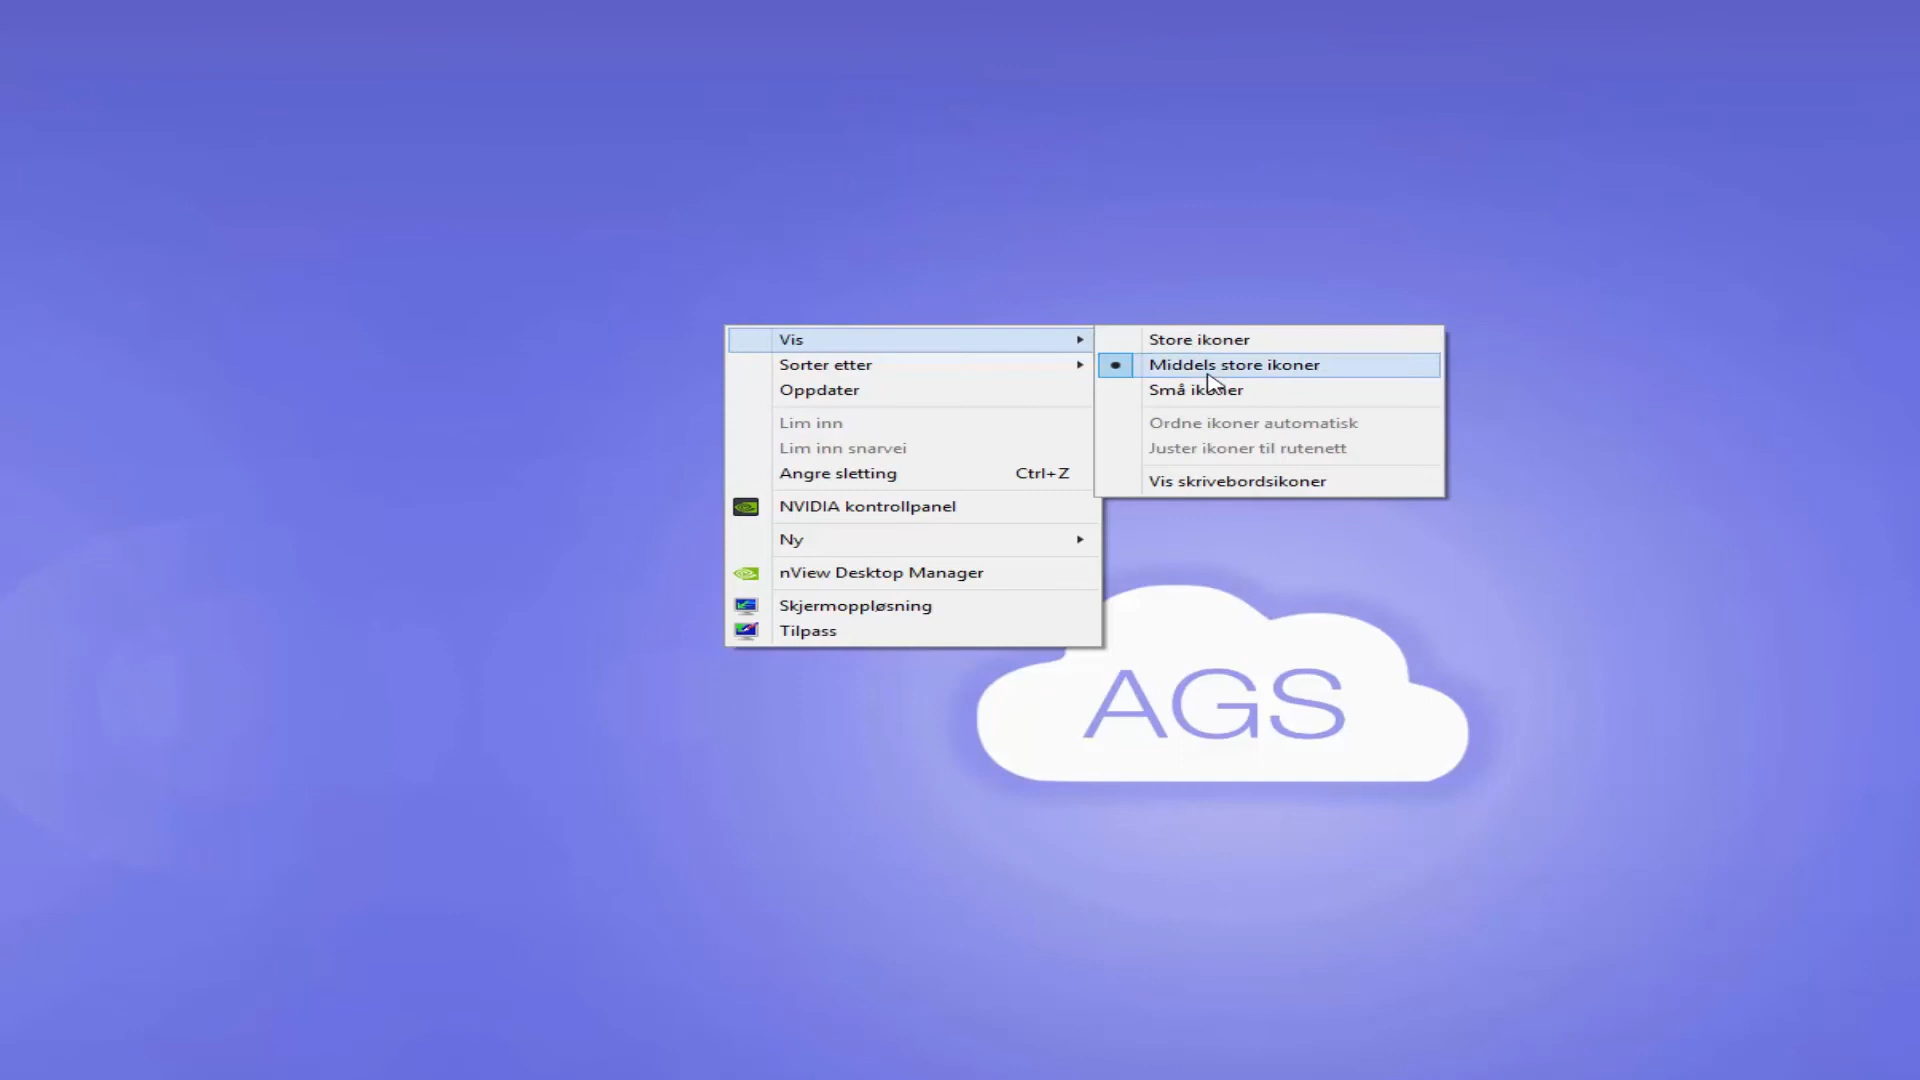 Vis
Sorter etter
Oppdater
Lim inn
Lim inn snarvei
Angre sletting Ctrl+Z
NVIDIA kontrollpanel
Ny
nView Desktop Manager
Skjermoppløsning
Tilpass
Store ikoner
Middels store ikoner
Små ikoner
Ordne ikoner automatisk
Juster ikoner til rutenett
Vis skrivebordsikoner
AGS